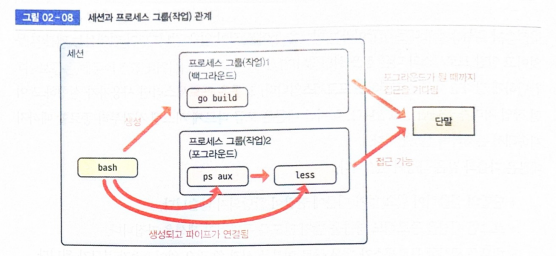 그림 02-08 세션과 프로세스 그룹(작업) 관계
세션
프로세스 그룹(작업)1
(백그라운드)
go build
포그라운드가 될 때까지
접근은 기다림
생성
단말
프로세스 그룹(작업)2
(포그라운드)
bash
ps aux
less
접근 가능
생성되고 파이프가 연결됨